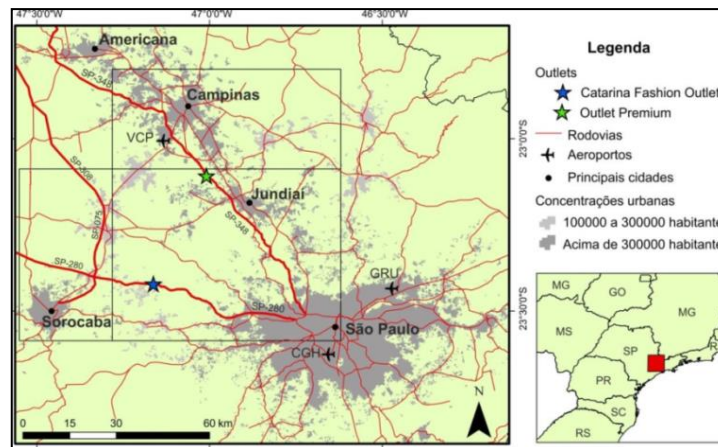 47°30'0"W
47°0'0"W
46°30'0"W
Americana
SP-348
Campinas
VCP
23°0'0"S
SP-308
SP-075
Jundiaí
SP-348
SP-280
GRU
SP-280
Sorocaba
São Paulo
23°30'0"S
CGH
N
0 15 30 60 km
Legenda
Outlets
Catarina Fashion Outlet
Outlet Premium
Rodovias
Aeroportos
Principais cidades
Concentrações urbanas
100000 a 300000 habitante
Acima de 300000 habitante
MG
GO
MG
MS
SP
R
PR
SC
RS